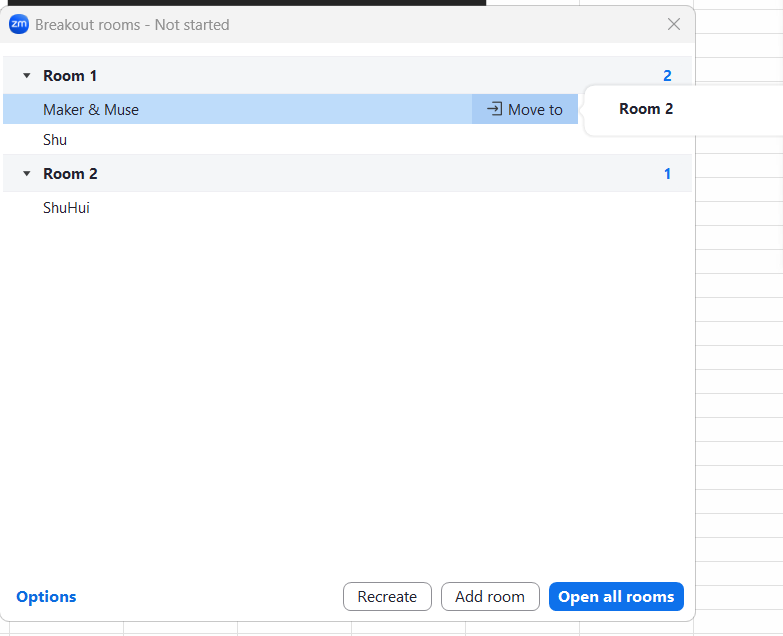 zm Breakout rooms - Not started
Room 1 2
Maker & Muse Move to Room 2
Shu
Room 2 1
ShuHui
Options Recreate Add room Open all rooms